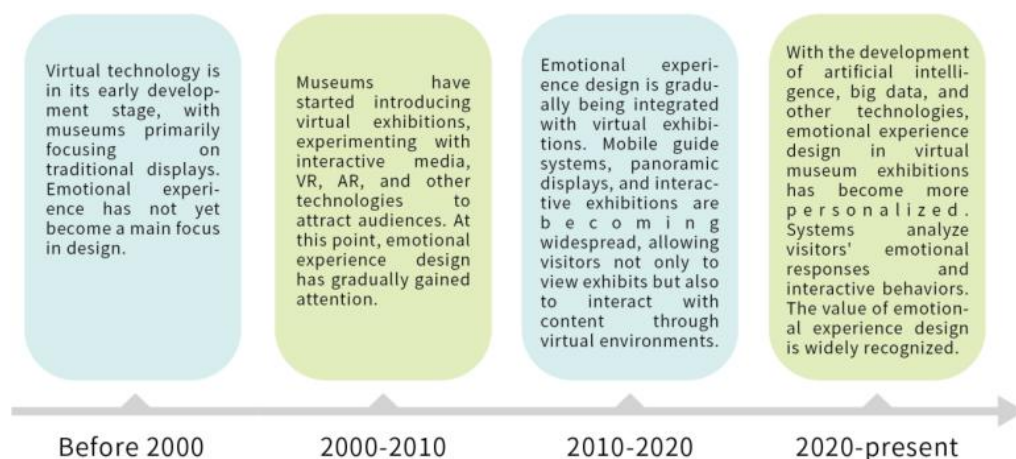 Virtual technology is
in its early develop-
ment stage, with
museums primarily
focusing on
traditional displays.
Emotional experi-
ence has not yet
become a main focus
in design.
Museums have
started introducing
virtual exhibitions,
experimenting with
interactive media,
VR, AR, and other
technologies to
attract audiences. At
this point, emotional
experience design
has gradually gained
attention.
Emotional experi-
ence design is gradu-
ally being integrated
with virtual exhibi-
tions. Mobile guide
systems, panoramic
displays, and interac-
tive exhibitions are
becoming
widespread, allowing
visitors not only to
view exhibits but also
to interact with
content through
virtual environments.
With the development
of artificial intelli-
gence, big data, and
other technologies,
emotional experience
design in virtual
museum exhibitions
has become more
personalized.
Systems analyze
visitors' emotional
responses and
interactive behaviors.
The value of emotion-
al experience design
is widely recognized.
Before 2000
2000-2010
2010-2020
2020-present